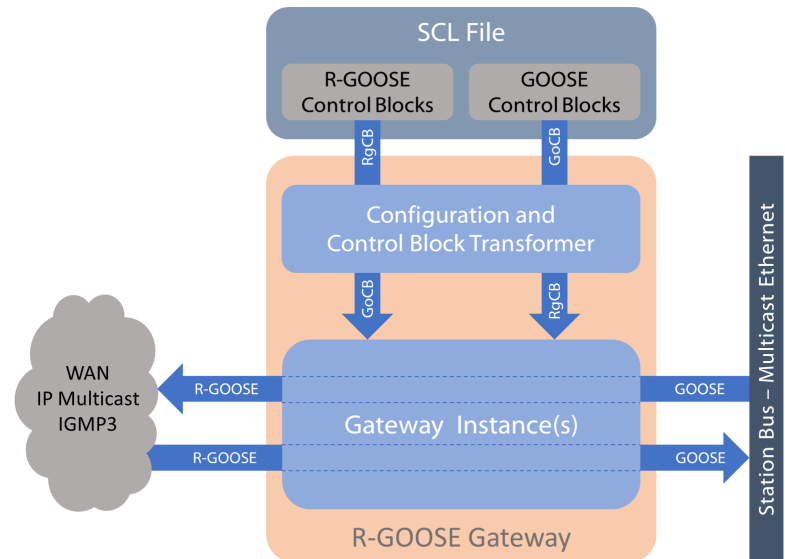 SCL File
R-GOOSE
Control Blocks
GOOSE
Control Blocks
RgCB
GoCB
Configuration and
Control Block Transformer
GoCB
RgCB
WAN
IP Multicast
IGMP3
R-GOOSE
GOOSE
Gateway Instance(s)
R-GOOSE
GOOSE
R-GOOSE Gateway
Station Bus – Multicast Ethernet